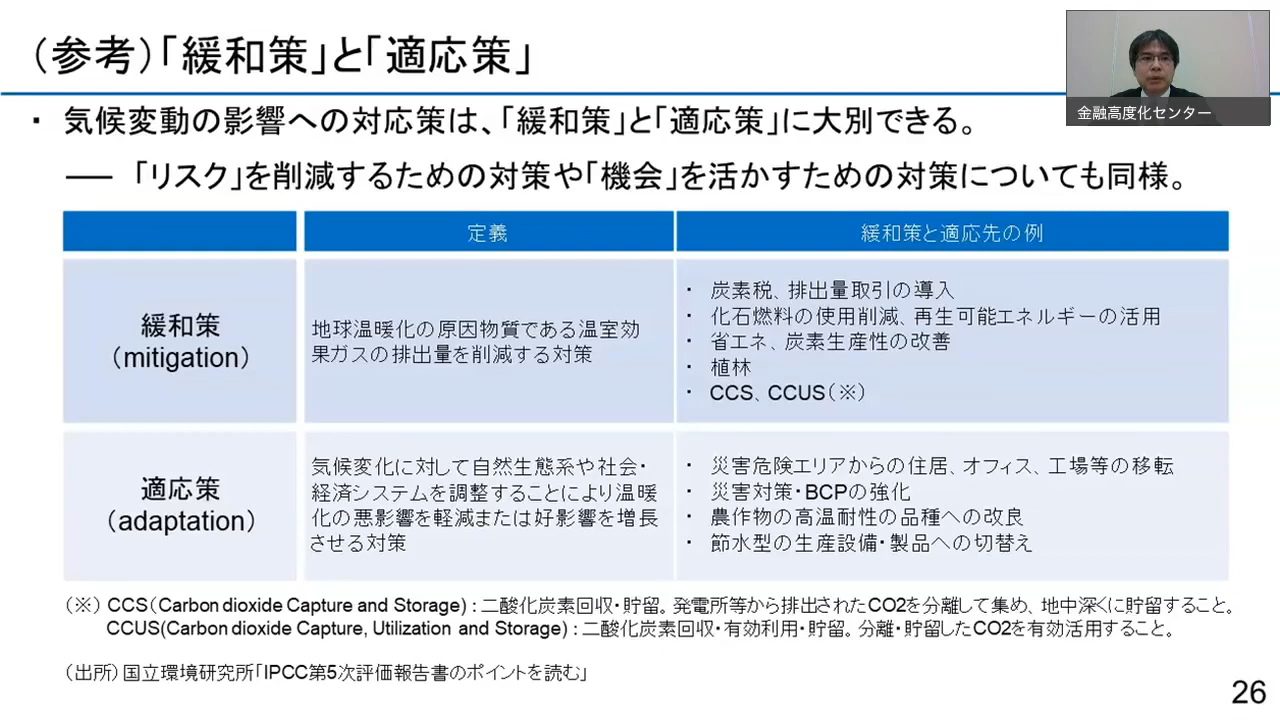 （参考）「緩和策」と「適応策」
金融高度化センター
・ 気候変動の影響への対応策は、「緩和策」と「適応策」に大別できる。
―― 「リスク」を削減するための対策や「機会」を活かすための対策についても同様。
定義
緩和策と適応先の例
緩和策
（mitigation）
地球温暖化の原因物質である温室効
果ガスの排出量を削減する対策
・ 炭素税、排出量取引の導入
・ 化石燃料の使用削減、再生可能エネルギーの活用
・ 省エネ、炭素生産性の改善
・ 植林
・ CCS、CCUS（※）
適応策
（adaptation）
気候変化に対して自然生態系や社会・
経済システムを調整することにより温暖
化の悪影響を軽減または好影響を増長
させる対策
・ 災害危険エリアからの住居、オフィス、工場等の移転
・ 災害対策・BCPの強化
・ 農作物の高温耐性の品種への改良
・ 節水型の生産設備・製品への切替え
（※） CCS（Carbon dioxide Capture and Storage）: 二酸化炭素回収・貯留。発電所等から排出されたCO2を分離して集め、地中深くに貯留すること。
CCUS(Carbon dioxide Capture, Utilization and Storage) : 二酸化炭素回収・有効利用・貯留。分離・貯留したCO2を有効活用すること。
（出所） 国立環境研究所「IPCC第5次評価報告書のポイントを読む」
26